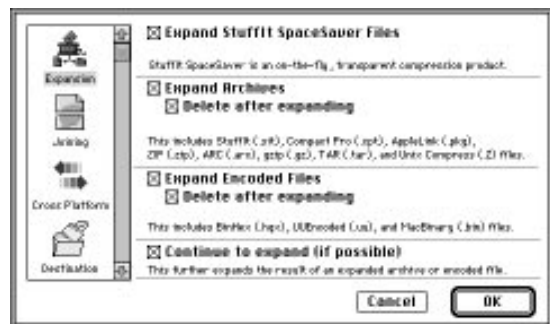 Expansion
Joining
Cross Platform
Destination
Expand StuffIt SpaceSaver Files
StuffIt SpaceSaver is an on-the-fly, transparent compression product.
Expand Archives
Delete after expanding
This includes StuffIt (.sit), Compact Pro (.cpt), AppleLink (.pkg),
ZIP (.zip), ARC (.arc), gzip (.gz), TAR (.tar), and Unix Compress (.Z) files.
Expand Encoded Files
Delete after expanding
This includes BinHex (.hqx), UUEncoded (.uu), and MacBinary (.bin) files.
Continue to expand (if possible)
This further expands the result of an expanded archive or encoded file.
Cancel
OK